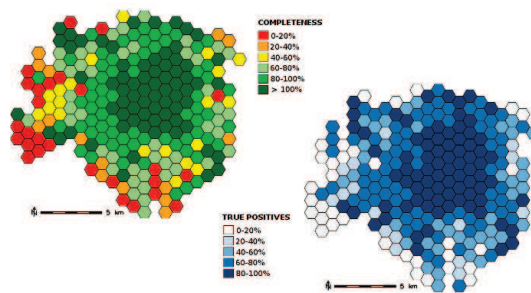 COMPLETENESS
0-20%
20-40%
40-60%
60-80%
80-100%
> 100%
N
5 km
TRUE POSITIVES
0-20%
20-40%
40-60%
60-80%
80-100%
N
5 km